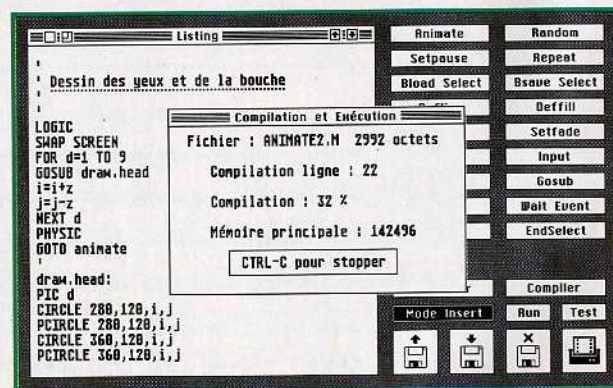 Listing
'
' Dessin des yeux et de la bouche
'
'
LOGIC
SWAP SCREEN
FOR d=1 TO 9
GOSUB draw.head
i=i+z
j=j-z
NEXT d
PHYSIC
GOTO animate
'
draw.head:
PIC d
CIRCLE 280,120,i,j
PCIRCLE 280,120,i,j
CIRCLE 360,120,i,j
PCIRCLE 360,120,i,j
Compilation et Exécution
Fichier : ANIMATE2.M 2992 octets
Compilation ligne : 22
Compilation : 32 %
Mémoire principale : 142496
CTRL-C pour stopper
Animate
Random
Setpause
Repeat
Bload Select
Bsave Select
Deffill
Setfade
Input
Gosub
Wait Event
EndSelect
Compiler
Mode Insert
Run
Test